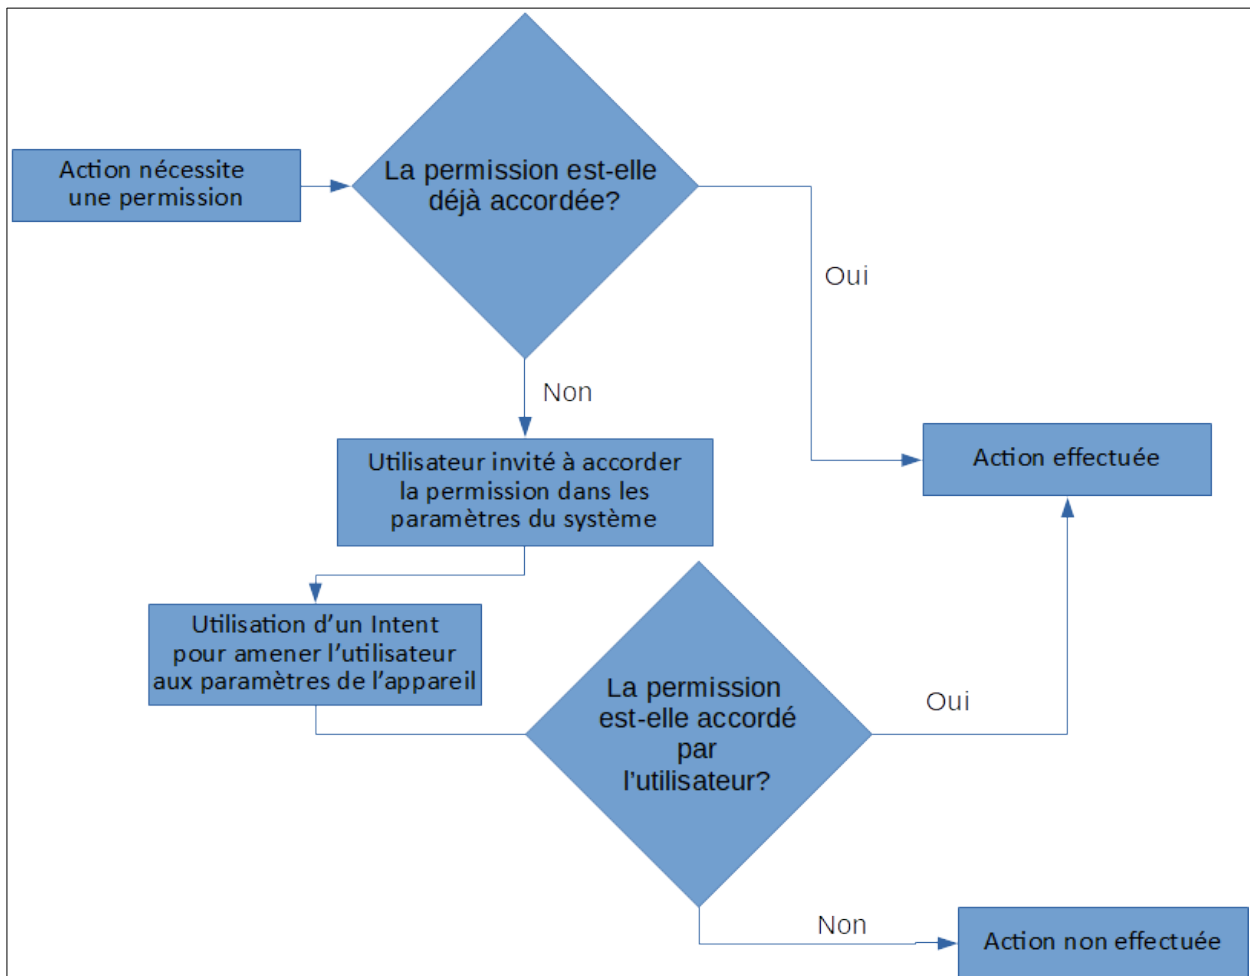 Action nécessite
une permission
La permission est-elle
déjà accordée?
Oui
Non
Utilisateur invité à accorder
la permission dans les
paramètres du système
Action effectuée
Utilisation d’un Intent
pour amener l’utilisateur
aux paramètres de l’appareil
La permission
est-elle accordé
par
l’utilisateur?
Oui
Non
Action non effectuée